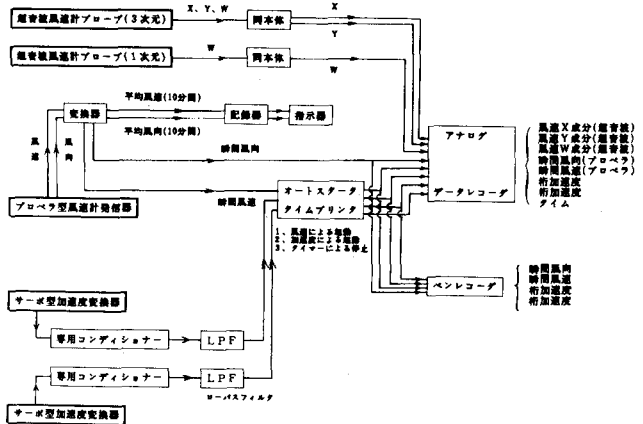 超音波風速計プローブ(3次元)
X、Y、W
同本体
X
Y
超音波風速計プローブ(1次元)
W
同本体
W
変換器
平均風速(10分間)
平均風向(10分間)
記録器
指示器
風速
風向
瞬間風向
瞬間風速
プロペラ型風速計発信器
オートスタータ
タイムプリンタ
1、風速による起動
2、加速度による起動
3、タイマーによる停止
アナログ
データレコーダ
風速X成分(超音波)
風速Y成分(超音波)
風速W成分(超音波)
瞬間風向(プロペラ)
瞬間風速(プロペラ)
桁加速度
桁加速度
タイム
ペンレコーダ
瞬間風向
瞬間風速
桁加速度
桁加速度
サーボ型加速度変換器
専用コンディショナー
LPF
専用コンディショナー
LPF
ローパスフィルタ
サーボ型加速度変換器